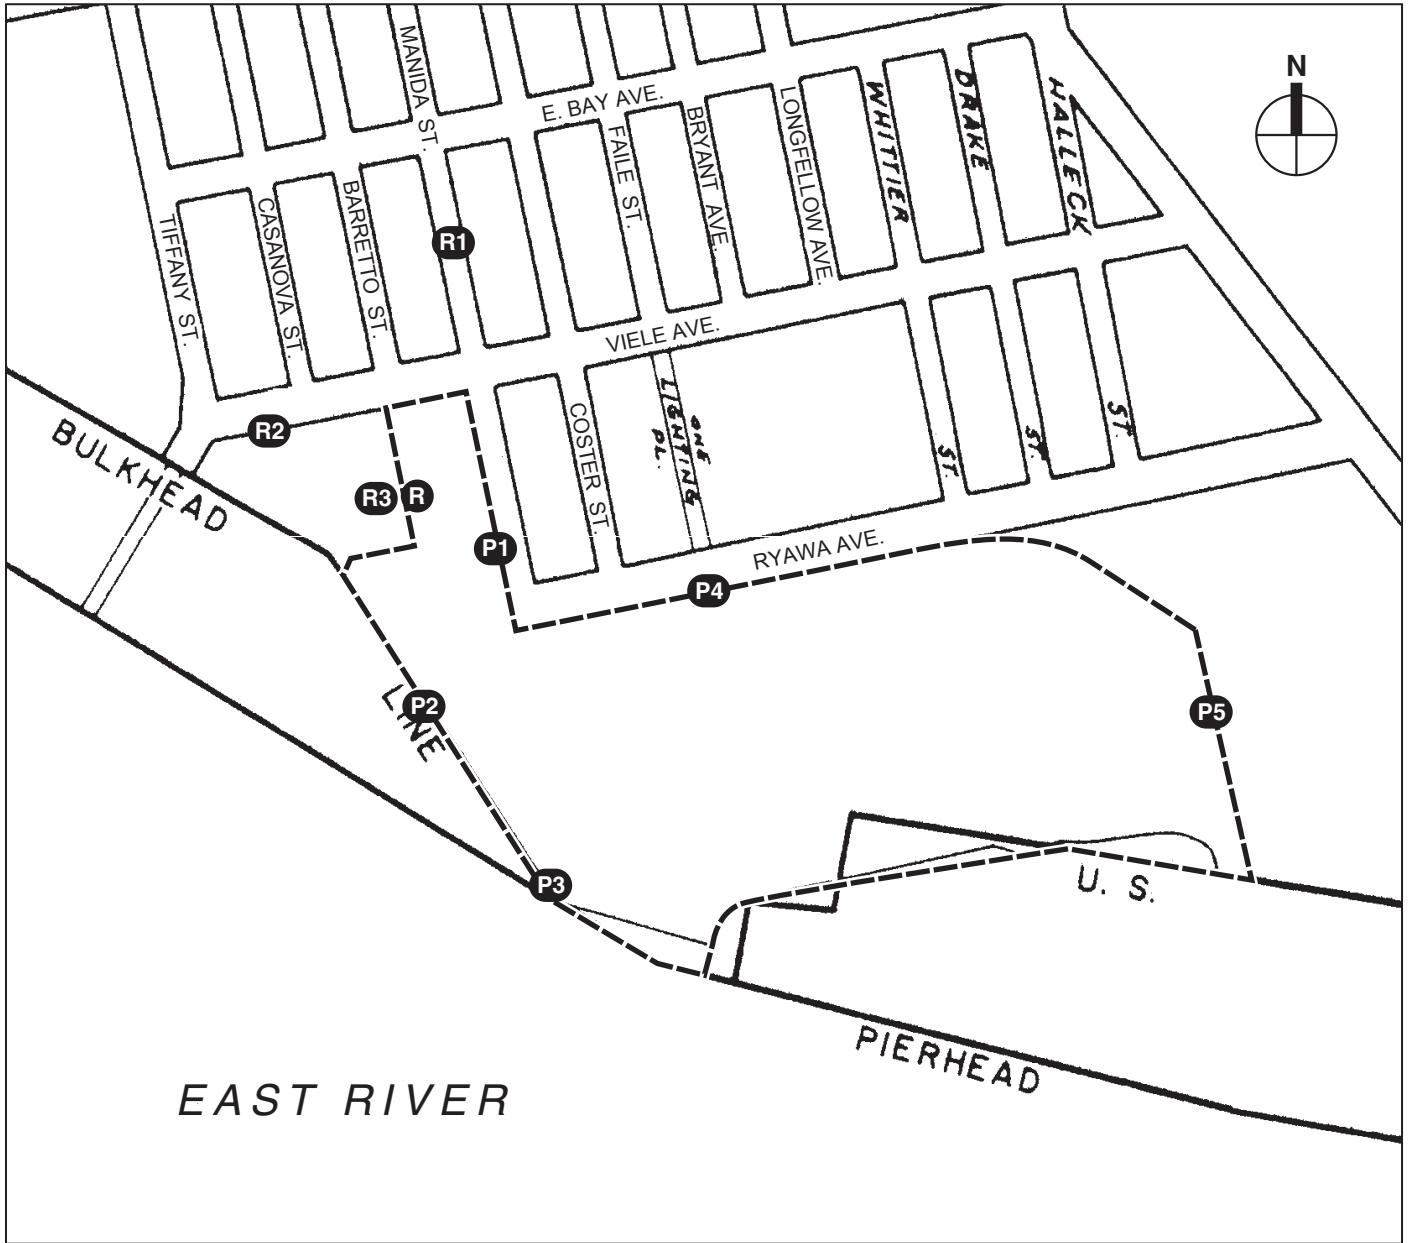 N
MANIDA ST.
E. BAY AVE.
FAILE ST.
BRYANT AVE.
LONGFELLOW AVE.
WHITTIER
DRAKE
HALLECK
TIFFANY ST.
CASANOVA ST.
BARRETTO ST.
R1
VIELE AVE.
R2
BULKHEAD
R3
R
P1
COSTER ST.
ONE
LIGHTING
PL.
ST.
ST.
ST.
RYAWA AVE.
P4
P2
LINE
P5
P3
U. S.
PIERHEAD
EAST RIVER